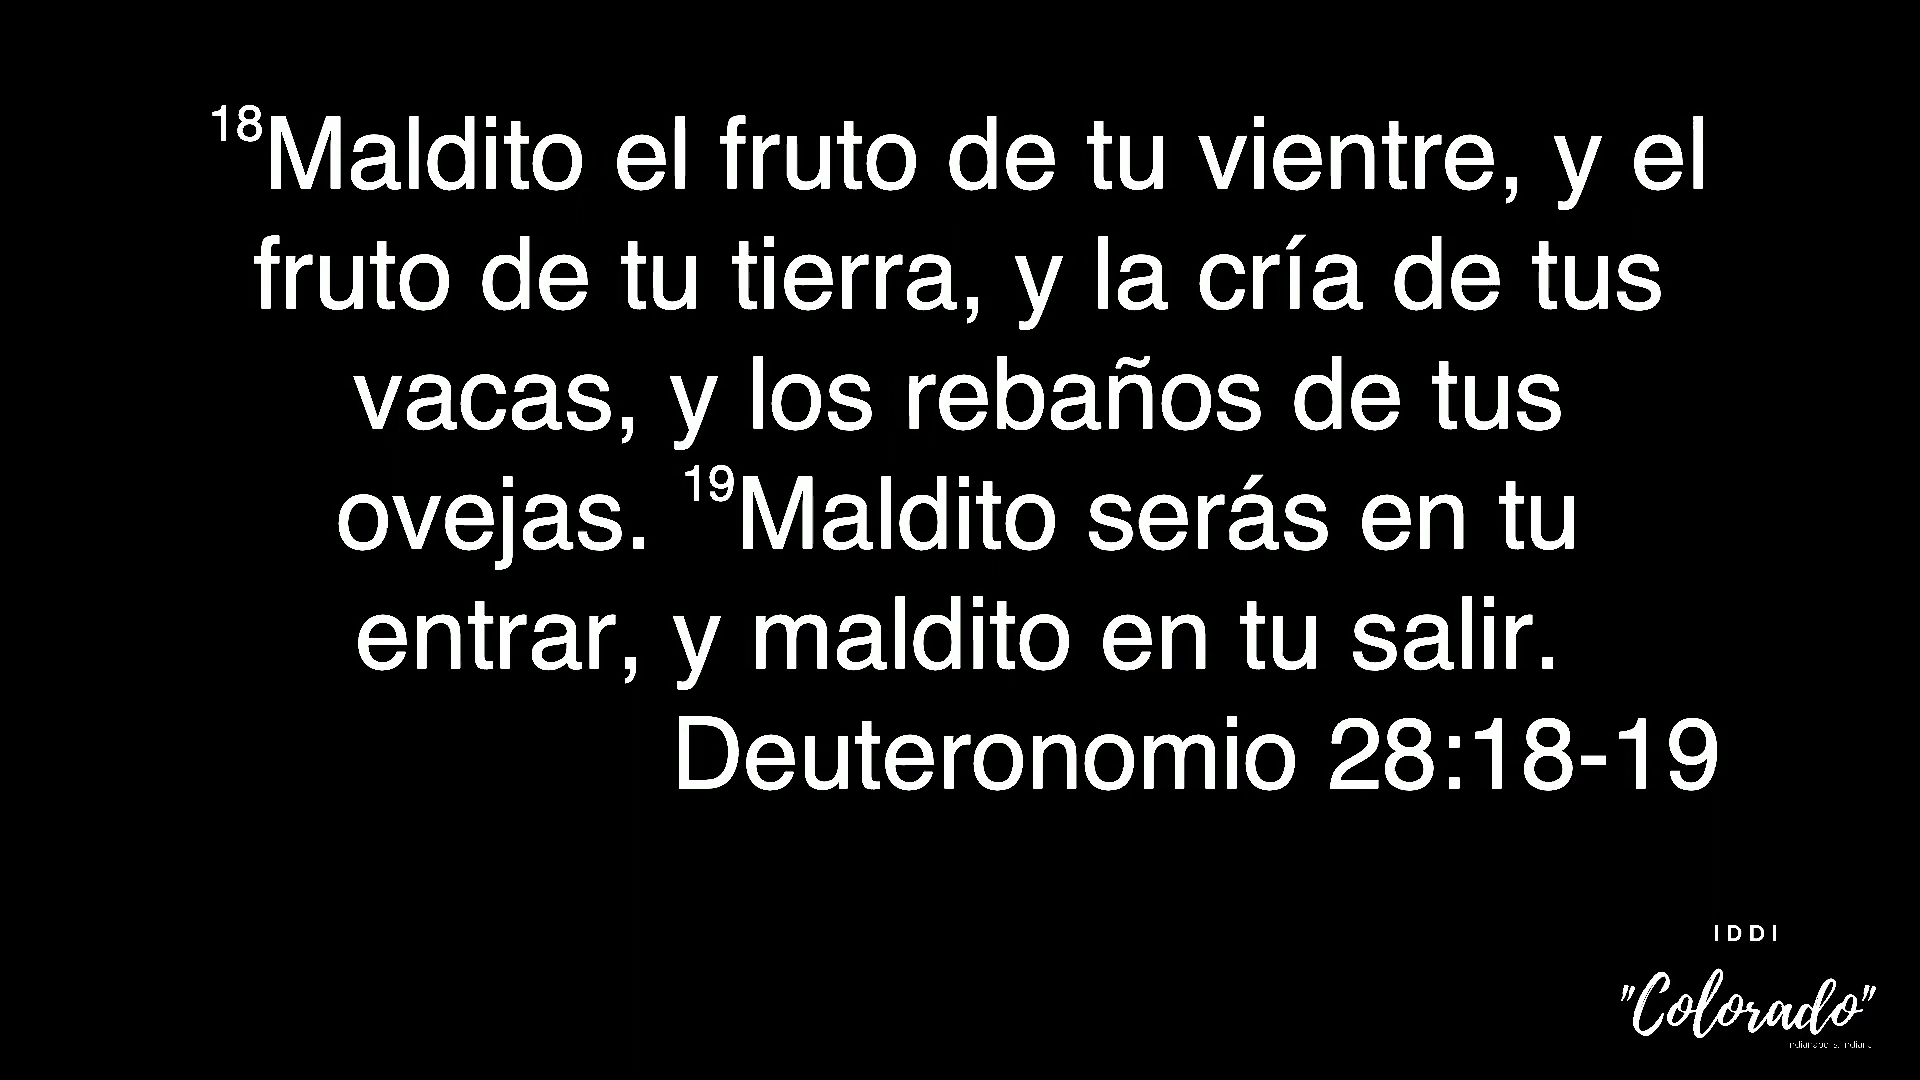 ¹⁸Maldito el fruto de tu vientre, y el
fruto de tu tierra, y la cría de tus
vacas, y los rebaños de tus
ovejas. ¹⁹Maldito serás en tu
entrar, y maldito en tu salir.
Deuteronomio 28:18-19
IDDI
"Colorado"